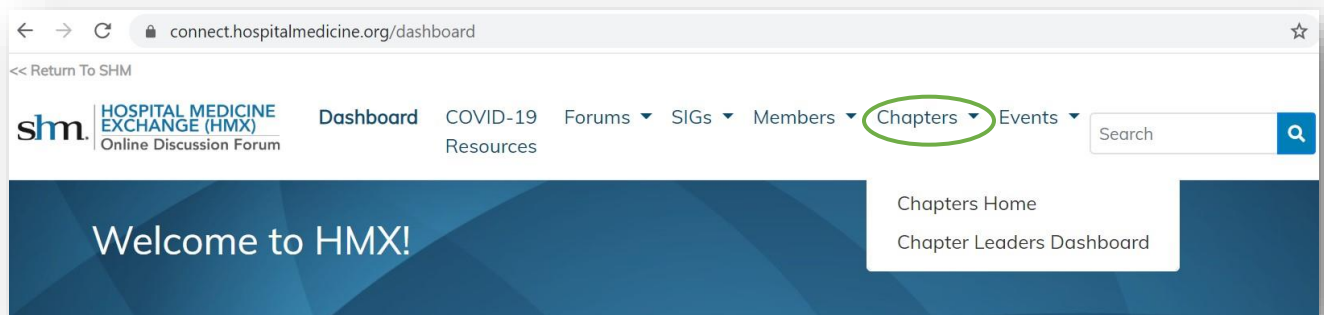 connect.hospitalmedicine.org/dashboard
<< Return To SHM
shm.
HOSPITAL MEDICINE
EXCHANGE (HMX)
Online Discussion Forum
Dashboard
COVID-19
Resources
Forums
SIGs
Members
Chapters
Events
Search
Chapters Home
Chapter Leaders Dashboard
Welcome to HMX!